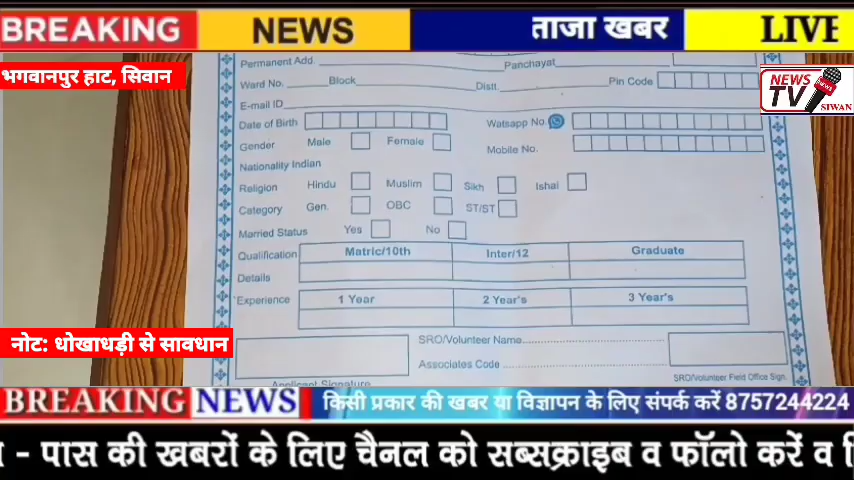 BREAKING NEWS ताजा खबर LIVE
भगवानपुर हाट, सिवान
NEWS
TV
NEWS
SIWAN
Permanent Add. Panchayat
Ward No. Block Distt. Pin Code
E-mail ID
Date of Birth Watsapp No.
Gender Male Female Mobile No.
Nationality Indian
Religion Hindu Muslim Sikh Ishai
Category Gen. OBC ST/ST
Married Status Yes No
Qualification Matric/10th Inter/12 Graduate
Details
Experience 1 Year 2 Year's 3 Year's
नोट: धोखाधड़ी से सावधान
SRO/Volunteer Name
Associates Code
Applicant Signature SRO/Volunteer Field Office Sign.
BREAKING NEWS किसी प्रकार की खबर या विज्ञापन के लिए संपर्क करें 8757244224
- पास की खबरों के लिए चैनल को सब्सक्राइब व फॉलो करें व